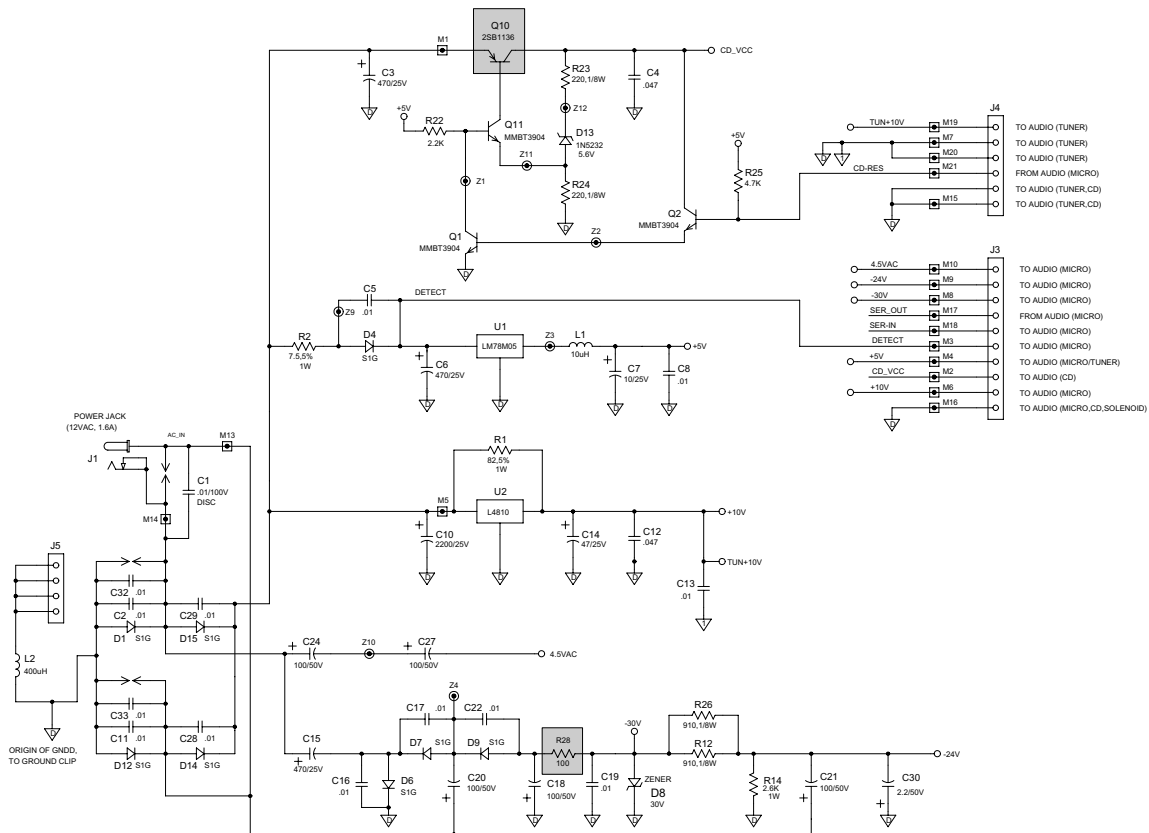 Q10
2SB1136
M1
CD_VCC
C3
470/25V
R23
220,1/8W
C4
.047
D
D
+5V
R22
2.2K
Q11
MMBT3904
Z12
D13
1N5232
5.6V
Z11
Z1
R24
220,1/8W
D
+5V
R25
4.7K
Q2
MMBT3904
Q1
MMBT3904
Z2
D
J4
TUN+10V
M19
TO AUDIO (TUNER)
M7
TO AUDIO (TUNER)
D
1
M20
TO AUDIO (TUNER)
CD-RES
M21
FROM AUDIO (MICRO)
TO AUDIO (TUNER,CD)
M15
TO AUDIO (TUNER,CD)
D
J3
4.5VAC
M10
TO AUDIO (MICRO)
-24V
M9
TO AUDIO (MICRO)
-30V
M8
TO AUDIO (MICRO)
SER_OUT
M17
FROM AUDIO (MICRO)
SER-IN
M18
TO AUDIO (MICRO)
DETECT
M3
TO AUDIO (MICRO)
+5V
M4
TO AUDIO (MICRO/TUNER)
CD_VCC
M2
TO AUDIO (CD)
+10V
M6
TO AUDIO (MICRO)
M16
TO AUDIO (MICRO,CD,SOLENOID)
D
C5
.01
DETECT
Z9
R2
7.5,5%
1W
D4
S1G
C6
470/25V
D
U1
LM78M05
D
Z3
L1
10uH
C7
10/25V
D
C8
.01
D
+5V
POWER JACK
(12VAC, 1.6A)
AC_IN
M13
J1
C1
.01/100V
DISC
M14
R1
82,5%
1W
M5
U2
L4810
D
C10
2200/25V
D
C14
47/25V
D
C12
.047
D
+10V
TUN+10V
C13
.01
1
J5
C32
.01
C2
.01
C29
.01
D1
S1G
D15
S1G
L2
400uH
D
ORIGIN OF GNDD,
TO GROUND CLIP
C33
.01
C11
.01
C28
.01
D12
S1G
D14
S1G
C24
100/50V
Z10
C27
100/50V
4.5VAC
Z4
C17
.01
C22
.01
C15
470/25V
D7
S1G
D9
S1G
C16
.01
D6
S1G
D
C20
100/50V
C18
100/50V
D
R28
100
C19
.01
D
-30V
ZENER
D8
30V
D
R26
910,1/8W
R12
910,1/8W
R14
2.6K
1W
D
C21
100/50V
C30
2.2/50V
D
-24V